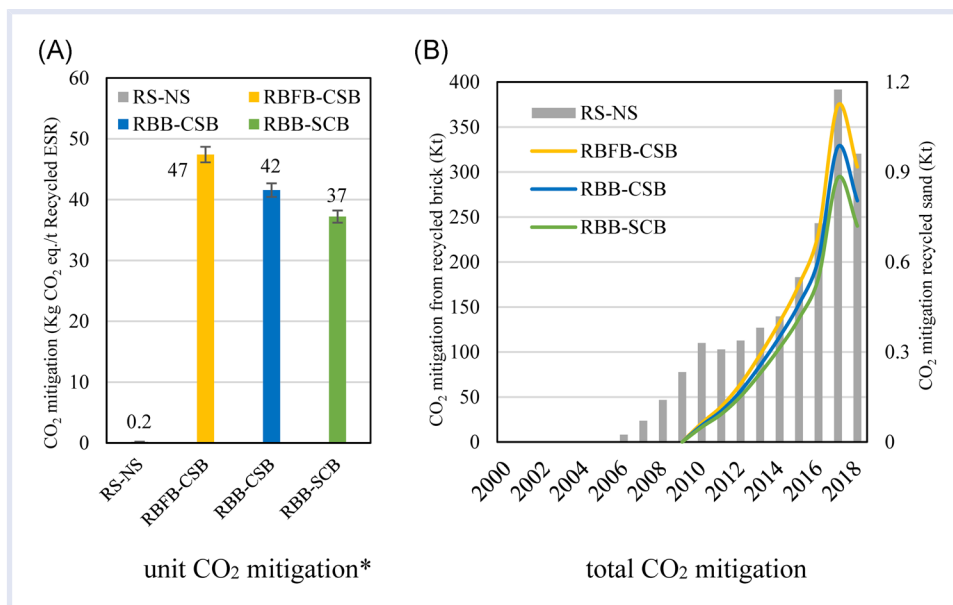 (A)
60
50
40
30
20
10
0
CO₂ mitigation (Kg CO₂ eq./t Recycled ESR)
RS-NS
RBFB-CSB
RBB-CSB
RBB-SCB
0.2
47
42
37
RS-NS
RBFB-CSB
RBB-CSB
RBB-SCB
unit CO₂ mitigation*
(B)
400
350
300
250
200
150
100
50
0
CO₂ mitigation from recycled brick (Kt)
RS-NS
RBFB-CSB
RBB-CSB
RBB-SCB
1.2
0.9
0.6
0.3
0
CO₂ mitigation recycled sand (Kt)
2000
2002
2004
2006
2008
2010
2012
2014
2016
2018
total CO₂ mitigation